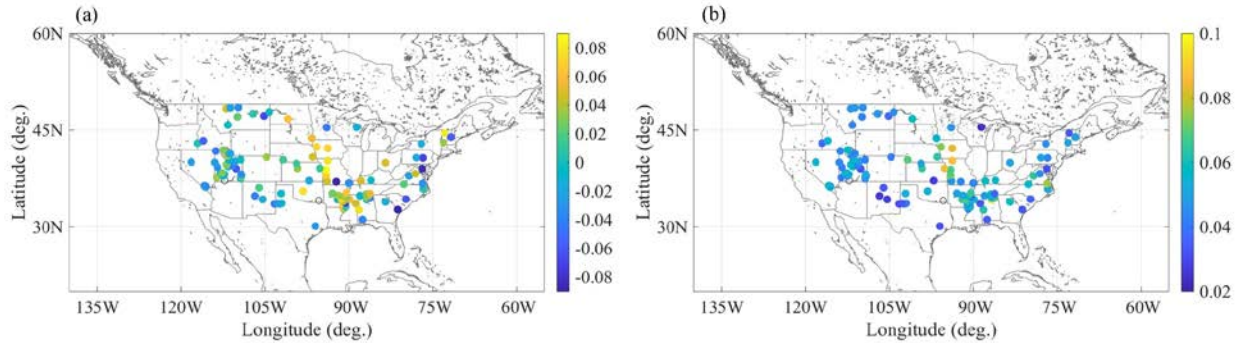 (a)
60N
45N
30N
Latitude (deg.)
135W 120W 105W 90W 75W 60W
Longitude (deg.)
0.08
0.06
0.04
0.02
0
-0.02
-0.04
-0.06
-0.08
(b)
60N
45N
30N
Latitude (deg.)
135W 120W 105W 90W 75W 60W
Longitude (deg.)
0.1
0.08
0.06
0.04
0.02